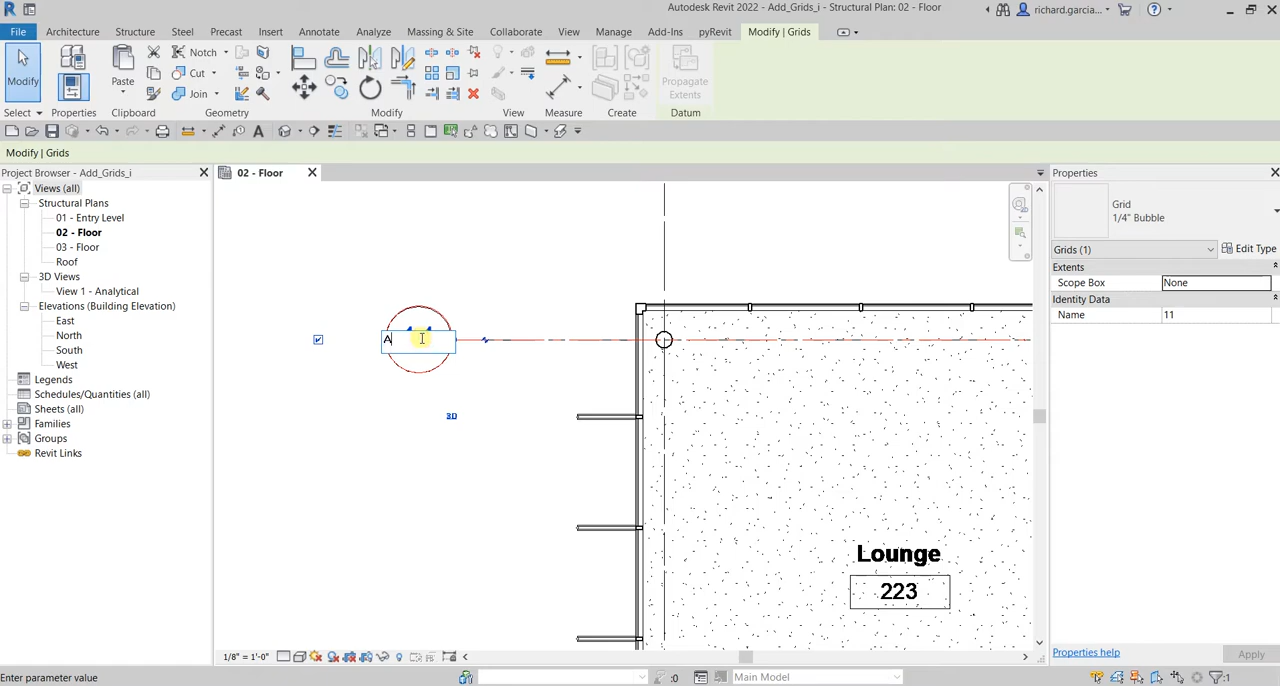 Autodesk Revit 2022 - Add_Grids_i - Structural Plan: 02 - Floor
richard.garcia...
File Architecture Structure Steel Precast Insert Annotate Analyze Massing & Site Collaborate View Manage Add-Ins pyRevit Modify | Grids
Modify
Paste
Notch
Cut
Join
Propagate
Extents
Select Properties Clipboard Geometry Modify View Measure Create Datum
Modify | Grids
Project Browser - Add_Grids_i
02 - Floor
Properties
Views (all)
Structural Plans
01 - Entry Level
02 - Floor
03 - Floor
Roof
3D Views
View 1 - Analytical
Elevations (Building Elevation)
East
North
South
West
Legends
Schedules/Quantities (all)
Sheets (all)
Families
Groups
Revit Links
A
3D
Lounge
223
Grid
1/4" Bubble
Grids (1)
Edit Type
Extents
Scope Box None
Identity Data
Name 11
Properties help
Apply
1/8" = 1'-0"
Enter parameter value
:0
Main Model
:1